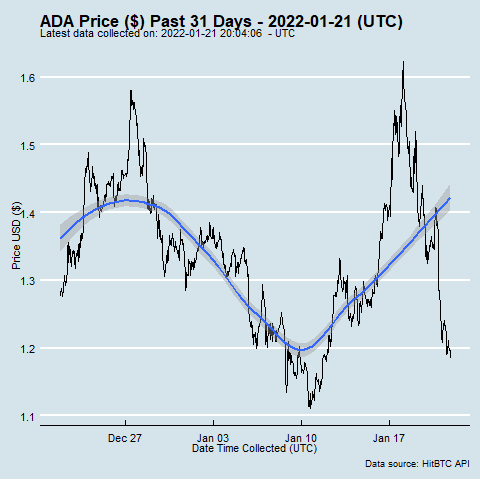 ADA Price ($) Past 31 Days - 2022-01-21 (UTC)
Latest data collected on: 2022-01-21 20:04:06  - UTC
Price USD ($)
1.6
1.5
1.4
1.3
1.2
1.1
Dec 27 Jan 03 Jan 10 Jan 17
Date Time Collected (UTC)
Data source: HitBTC API